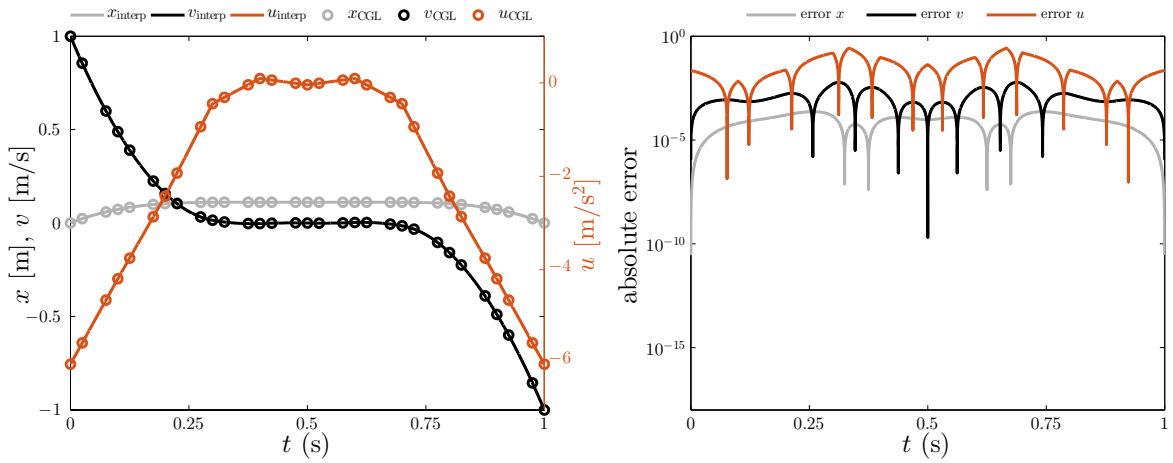 x_interp v_interp u_interp x_CGL v_CGL u_CGL
1
0.5
0
−0.5
−1
x [m], v [m/s]
0
−2
−4
−6
u [m/s²]
0 0.25 0.5 0.75 1
t (s)
error x error v error u
10⁰
10⁻⁵
10⁻¹⁰
10⁻¹⁵
absolute error
0 0.25 0.5 0.75 1
t (s)